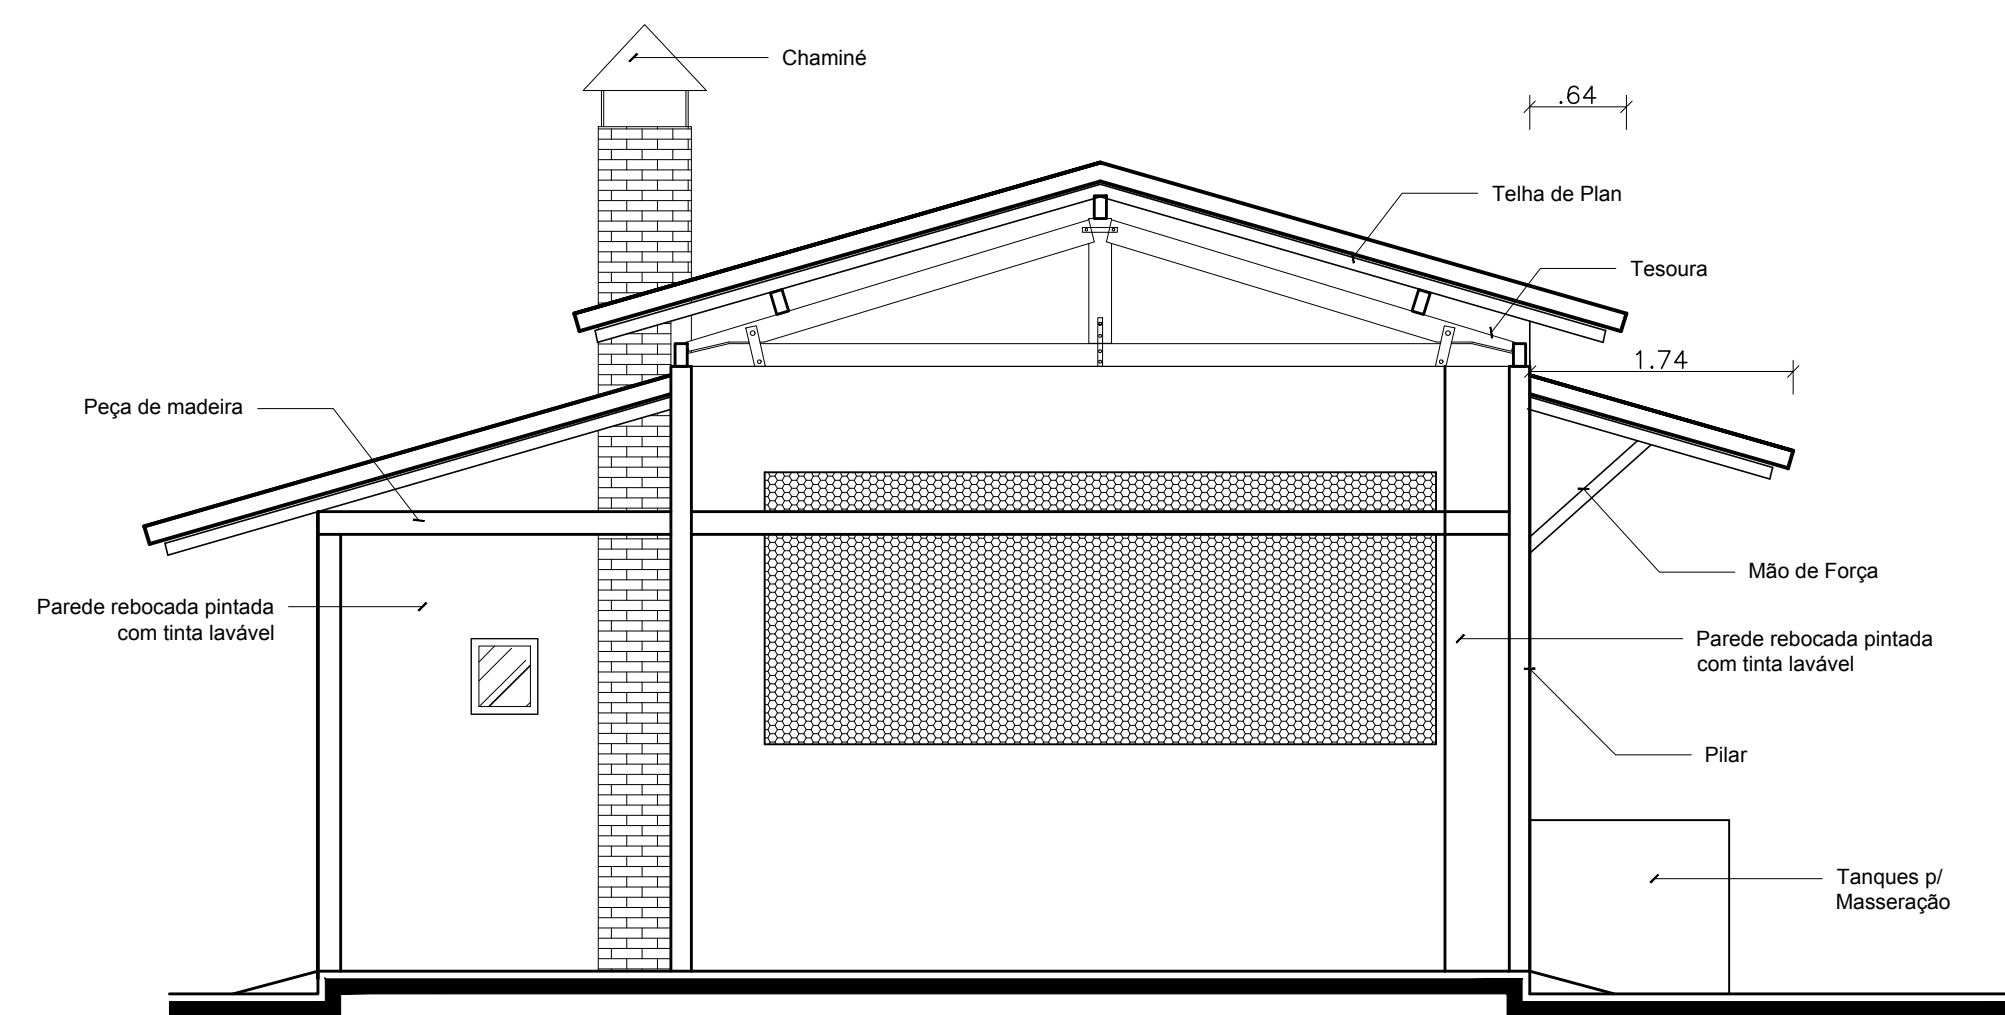 Chaminé
.64
Telha de Plan
Tesoura
1.74
Peça de madeira
Mão de Força
Parede rebocada pintada
com tinta lavável
Parede rebocada pintada
com tinta lavável
Pilar
Tanques p/
Masseração